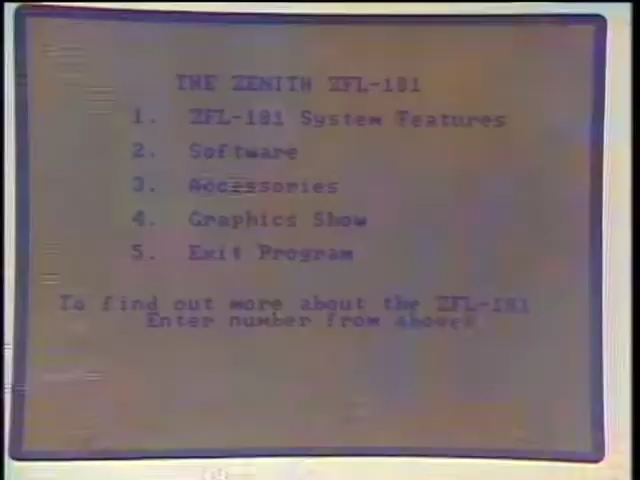 THE ZENITH ZFL-181
1. ZFL-181 System Features
2. Software
3. Accessories
4. Graphics Show
5. Exit Program
To find out more about the ZFL-181
Enter number from above: